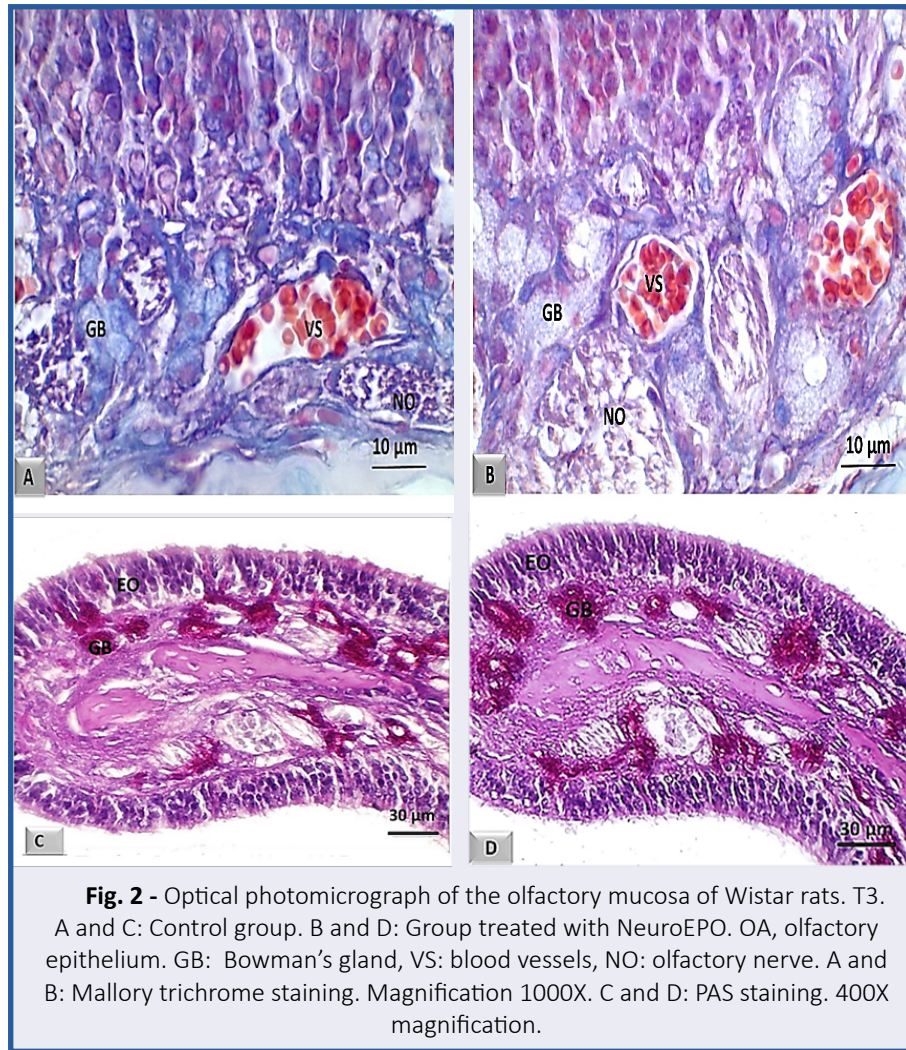 GB
VS
NO
10 μm
A
VS
GB
NO
10 μm
B
EO
GB
30 μm
C
EO
GB
30 μm
D
Fig. 2 - Optical photomicrograph of the olfactory mucosa of Wistar rats. T3.
A and C: Control group. B and D: Group treated with NeuroEPO. OA, olfactory
epithelium. GB:  Bowman’s gland, VS: blood vessels, NO: olfactory nerve. A and
B: Mallory trichrome staining. Magnification 1000X. C and D: PAS staining. 400X
magnification.